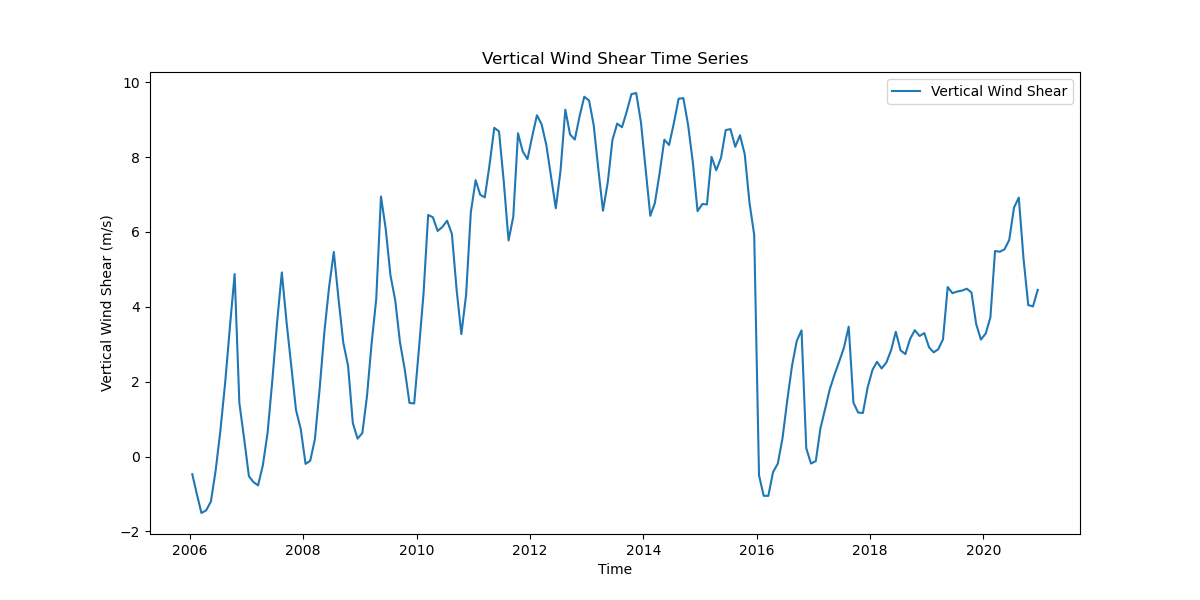 Vertical Wind Shear Time Series
Vertical Wind Shear
Vertical Wind Shear (m/s)
10
8
6
4
2
0
−2
2006 2008 2010 2012 2014 2016 2018 2020
Time